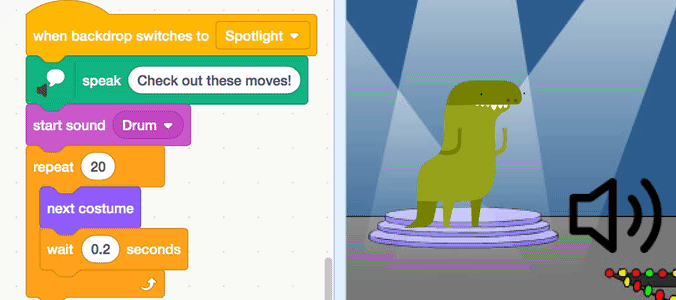 when backdrop switches to Spotlight
speak Check out these moves!
start sound Drum
repeat 20
next costume
wait 0.2 seconds